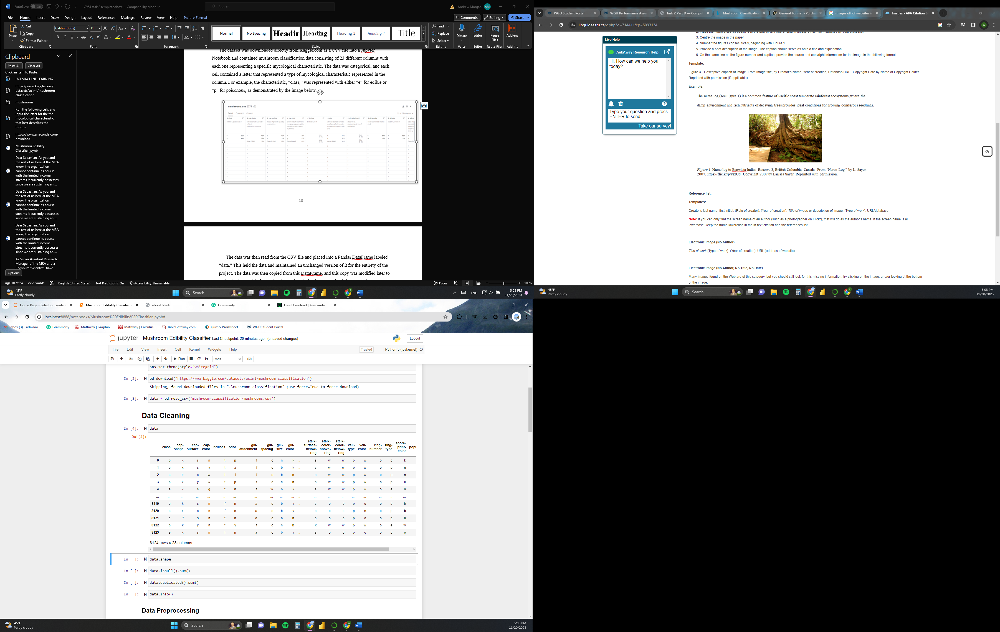 AutoSave Off C964 task 2 template.docx - Compatibility Mode Search Andrew Morgan AM
File Home Insert Draw Design Layout References Mailings Review View Help Picture Format Comments Editing Share
Paste Cut Copy Format Painter Clipboard
Calibri (Body) 11 Font Paragraph
Normal No Spacing Headin Heading Heading 3 Heading 4 Title Styles
Find Replace Select Editing Dictate Voice Editor Editor Reuse Files Reuse Files Add-ins Add-ins
Clipboard
Paste All Clear All
Click an Item to Paste:
UCI MACHINE LEARNING
https://www.kaggle.com/
datasets/uciml/mushroom-
classification
mushrooms
Run the following cells and
input the letter for the the
mycological characteristic
that best describes the
fungus.
https://www.anaconda.com/
download
Mushroom Edibility
Classifier.jpynb
Dear Sebastian, As you and
the rest of us here at the MRA
know, the organization
cannot continue its course
with the limited income
streams it currently possesses
since we are sustaining an ...
Dear Sebastian, As you and
the rest of us here at the MRA
know, the organization
cannot continue its course
with the limited income
streams it currently possesses
since we are sustaining an ...
Dear Sebastian, As you and
the rest of us here at the MRA
know, the organization
cannot continue its course
with the limited income
streams it currently possesses
since we are sustaining an ...
As Senior Assistant Research
Manager of the MRA and a
Computer Scientist I have
Options
The dataset was downloaded directly from Kaggle.com as a CSV file into a Jupyter
Notebook and contained mushroom classification data consisting of 23 different columns with
each one representing a specific mycological characteristic. The data was categorical, and each
cell contained a letter that represented a type of mycological characteristic represented in the
column. For example, the characteristic, “class,” was represented with either “e” for edible or
“p” for poisonous, as demonstrated by the image below.
mushrooms.csv (374 kB)
Detail Compact Column
10
The data was then read from the CSV file and placed into a Pandas DataFrame labeled
“data.” This held the data and maintained an unchanged version of it for the entirety of the
project. The data was then copied from this DataFrame, and this copy was modified later to
Page 10 of 24 2751 words English (United States) Text Predictions: On Accessibility: Unavailable Focus 105%
45°F
Partly cloudy
Search
ENG
5:03 PM
11/20/2023
WGU Student Portal WGU Performance Asse Task 2 Part D — Compu Mushroom Classification General Format - Purdu images off of websites Images - APA Citation S
libguides.tru.ca/c.php?g=714411&p=5093134
Live Help
AskAway Research Help
Hi. How can we help you
today?
Type your question and press
ENTER to send...
Take our survey!
2. Place the figure close as possible to the part of text referencing it, unless otherwise instructed by your professor.
3. Centre the image in the paper.
4. Number the figures consecutively, beginning with Figure 1.
5. Provide a brief description of the image. The caption should serve as both a title and explanation.
6. On the same line as the figure number and caption, provide the source and copyright information for the image in the following format:
Template:
Figure X. Descriptive caption of image. From Image title, by Creator's Name, Year of creation, Database/URL. Copyright Date by Name of Copyright Holder.
Reprinted with permission (if applicable).
Example:
The nurse log (see Figure 1) is a common feature of Pacific coast temperate rainforest ecosystems, where the
damp environment and rich nutrients of decaying trees provides ideal conditions for growing coniferous seedlings.
Figure 1. Nurse log in Esowista Indian Reserve 3, British Columbia, Canada. From “Nurse Log,” by L. Sayer,
2007, https://flic.kr/p/yzxUd. Copyright 2007 by Larissa Sayer. Reprinted with permission.
Reference list:
Templates:
Creator's last name, first initial. (Role of creator). (Year of creation). Title of image or description of image. [Type of work]. URL/database
Note: If you can only find the screen name of an author (such as a photographer on Flickr), that will do as the author's name. If the screen name is all
lowercase, keep the name lowercase in the in-text citation and the references list.
Electronic Image (No Author)
Title of work [Type of work]. (Year of creation). URL (address of website)
Electronic Image (No Author, No Title, No Date)
Many images found on the Web are of this category, but you should still look for this missing information: try clicking on the image, and/or looking at the bottom
of the image.
45°F
Partly cloudy
Search
5:03 PM
11/20/2023
Home Page - Select or create a Mushroom Edibility Classifier - about:blank Grammarly Free Download | Anaconda
localhost:8888/notebooks/Mushroom%20Edibility%20Classifier.ipynb#
Inbox (3) - admsao... Grammarly Mathway | Graphin... Mathway | Calculus... BibleGateway.com:... Quiz & Worksheet... WGU Student Portal
jupyter Mushroom Edibility Classifier Last Checkpoint: 20 minutes ago (unsaved changes) Logout
File Edit View Insert Cell Kernel Widgets Help Trusted Python 3 (ipykernel)
Run Code
sns.set_theme(style="whitegrid")
In [2]: od.download("https://www.kaggle.com/datasets/uciml/mushroom-classification")
Skipping, found downloaded files in ".\mushroom-classification" (use force=True to force download)
In [3]: data = pd.read_csv('mushroom-classification/mushrooms.csv')
Data Cleaning
In [4]: data
Out[4]:
class cap-shape cap-surface cap-color bruises odor gill-attachment gill-spacing gill-size gill-color ... stalk-surface-below-ring stalk-color-above-ring stalk-color-below-ring veil-type veil-color ring-number ring-type spore-print-color popu
0 p x s n t p f c n k ... s w w p w o p k
1 e x s y t a f c b k ... s w w p w o p n
2 e b s w t l f c b n ... s w w p w o p n
3 p x y w t p f c n n ... s w w p w o p k
4 e x s g f n f w b k ... s w w p w o e n
... ... ... ... ... ... ... ... ... ... ... ... ... ... ... ... ... ... ... ...
8119 e k s n f n a c b y ... s o o p o o p b
8120 e x s n f n a c b y ... s o o p n o p b
8121 e f s n f n a c b n ... s o o p o o p b
8122 p k y n f y f c n b ... k w w p w o e w
8123 e x s n f n a c b y ... s o o p o o p o
8124 rows × 23 columns
In [ ]: data.shape
In [ ]: data.isnull().sum()
In [ ]: data.duplicated().sum()
In [ ]: data.info()
Data Preprocessing
45°F
Partly cloudy
Search
5:03 PM
11/20/2023